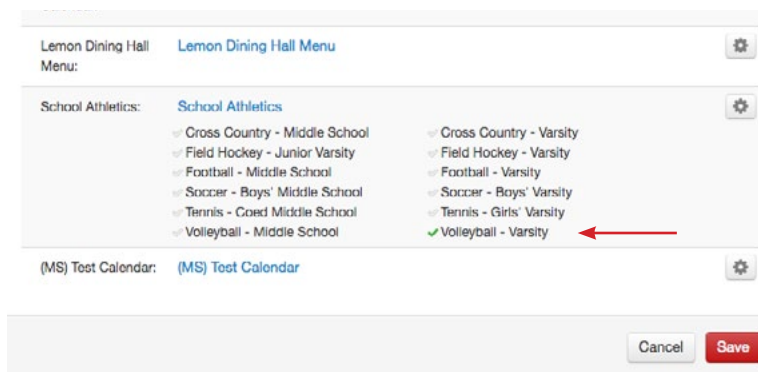 Lemon Dining Hall Menu:
Lemon Dining Hall Menu
School Athletics:
School Athletics
Cross Country - Middle School
Cross Country - Varsity
Field Hockey - Junior Varsity
Field Hockey - Varsity
Football - Middle School
Football - Varsity
Soccer - Boys' Middle School
Soccer - Boys' Varsity
Tennis - Coed Middle School
Tennis - Girls' Varsity
Volleyball - Middle School
Volleyball - Varsity
(MS) Test Calendar:
(MS) Test Calendar
Cancel
Save